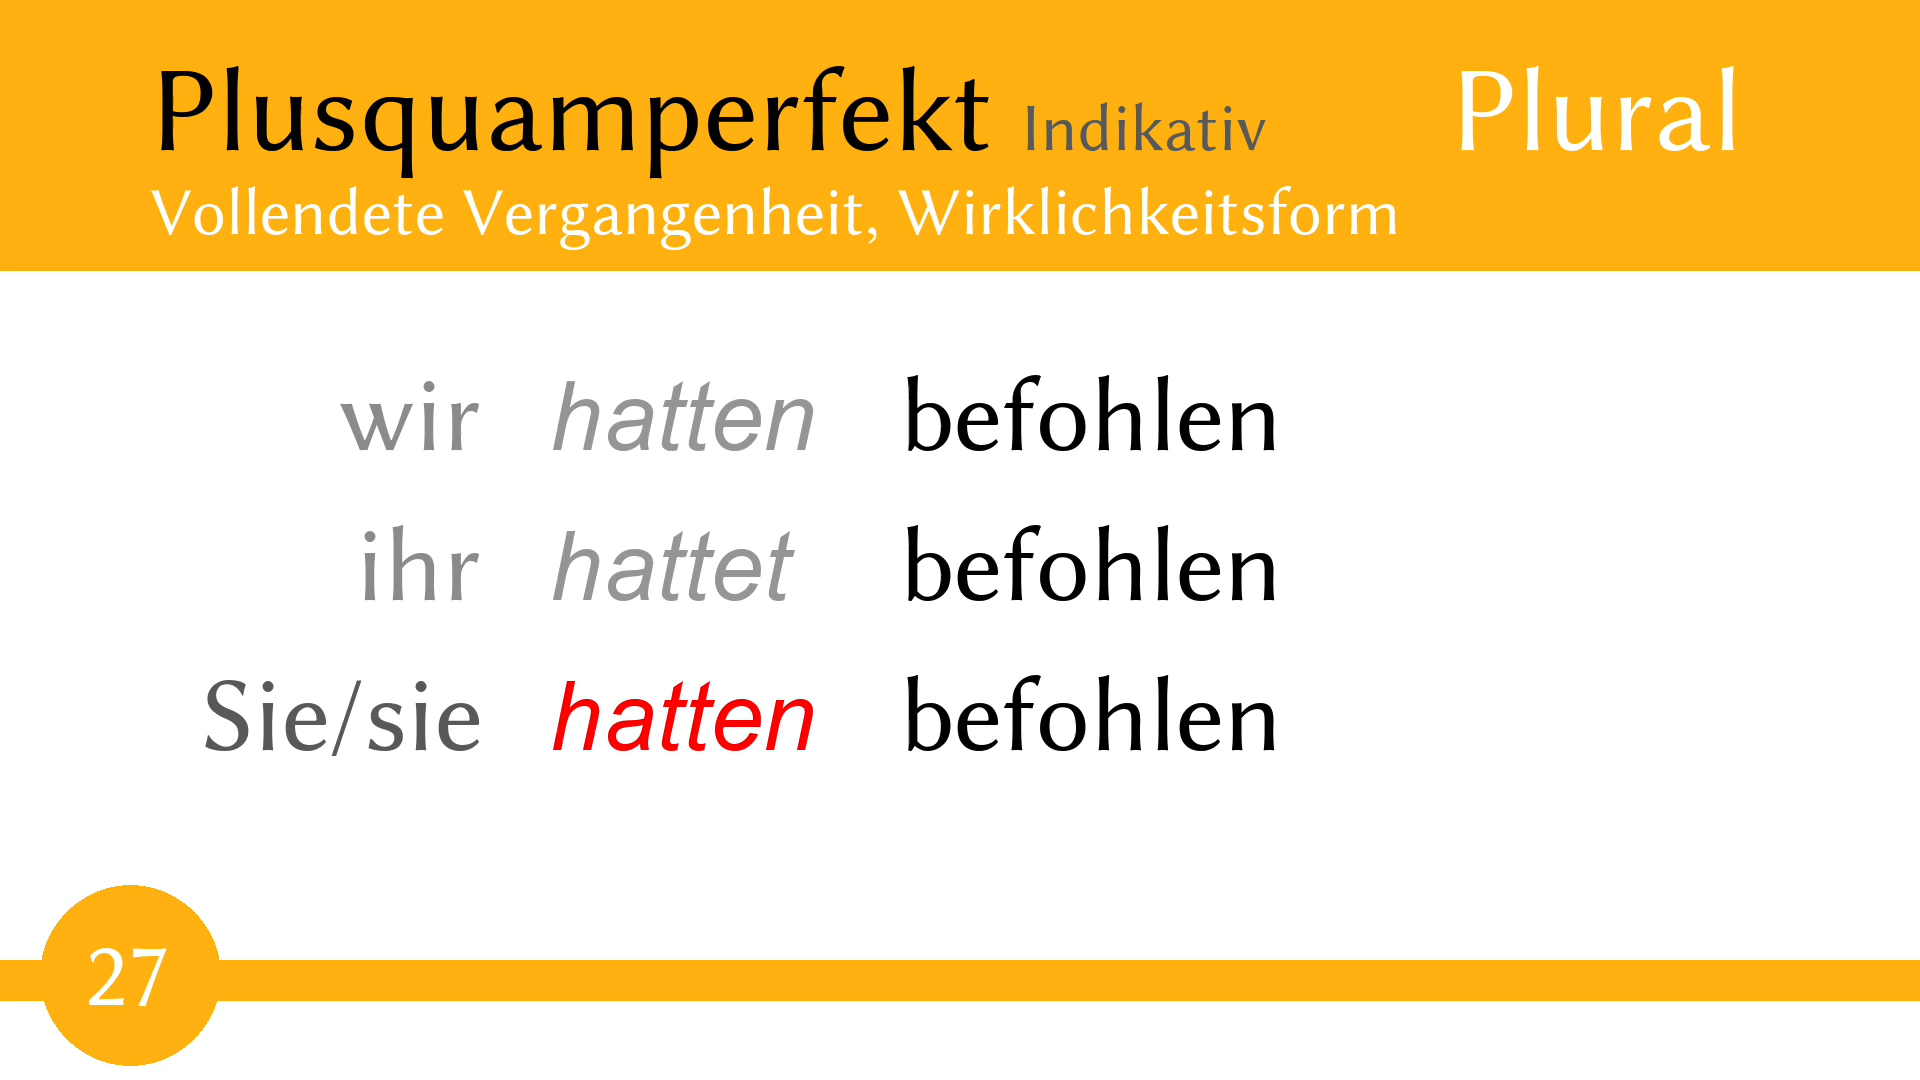 Plusquamperfekt Indikativ Plural
Vollendete Vergangenheit, Wirklichkeitsform
wir hatten befohlen
ihr hattet befohlen
Sie/sie hatten befohlen
27